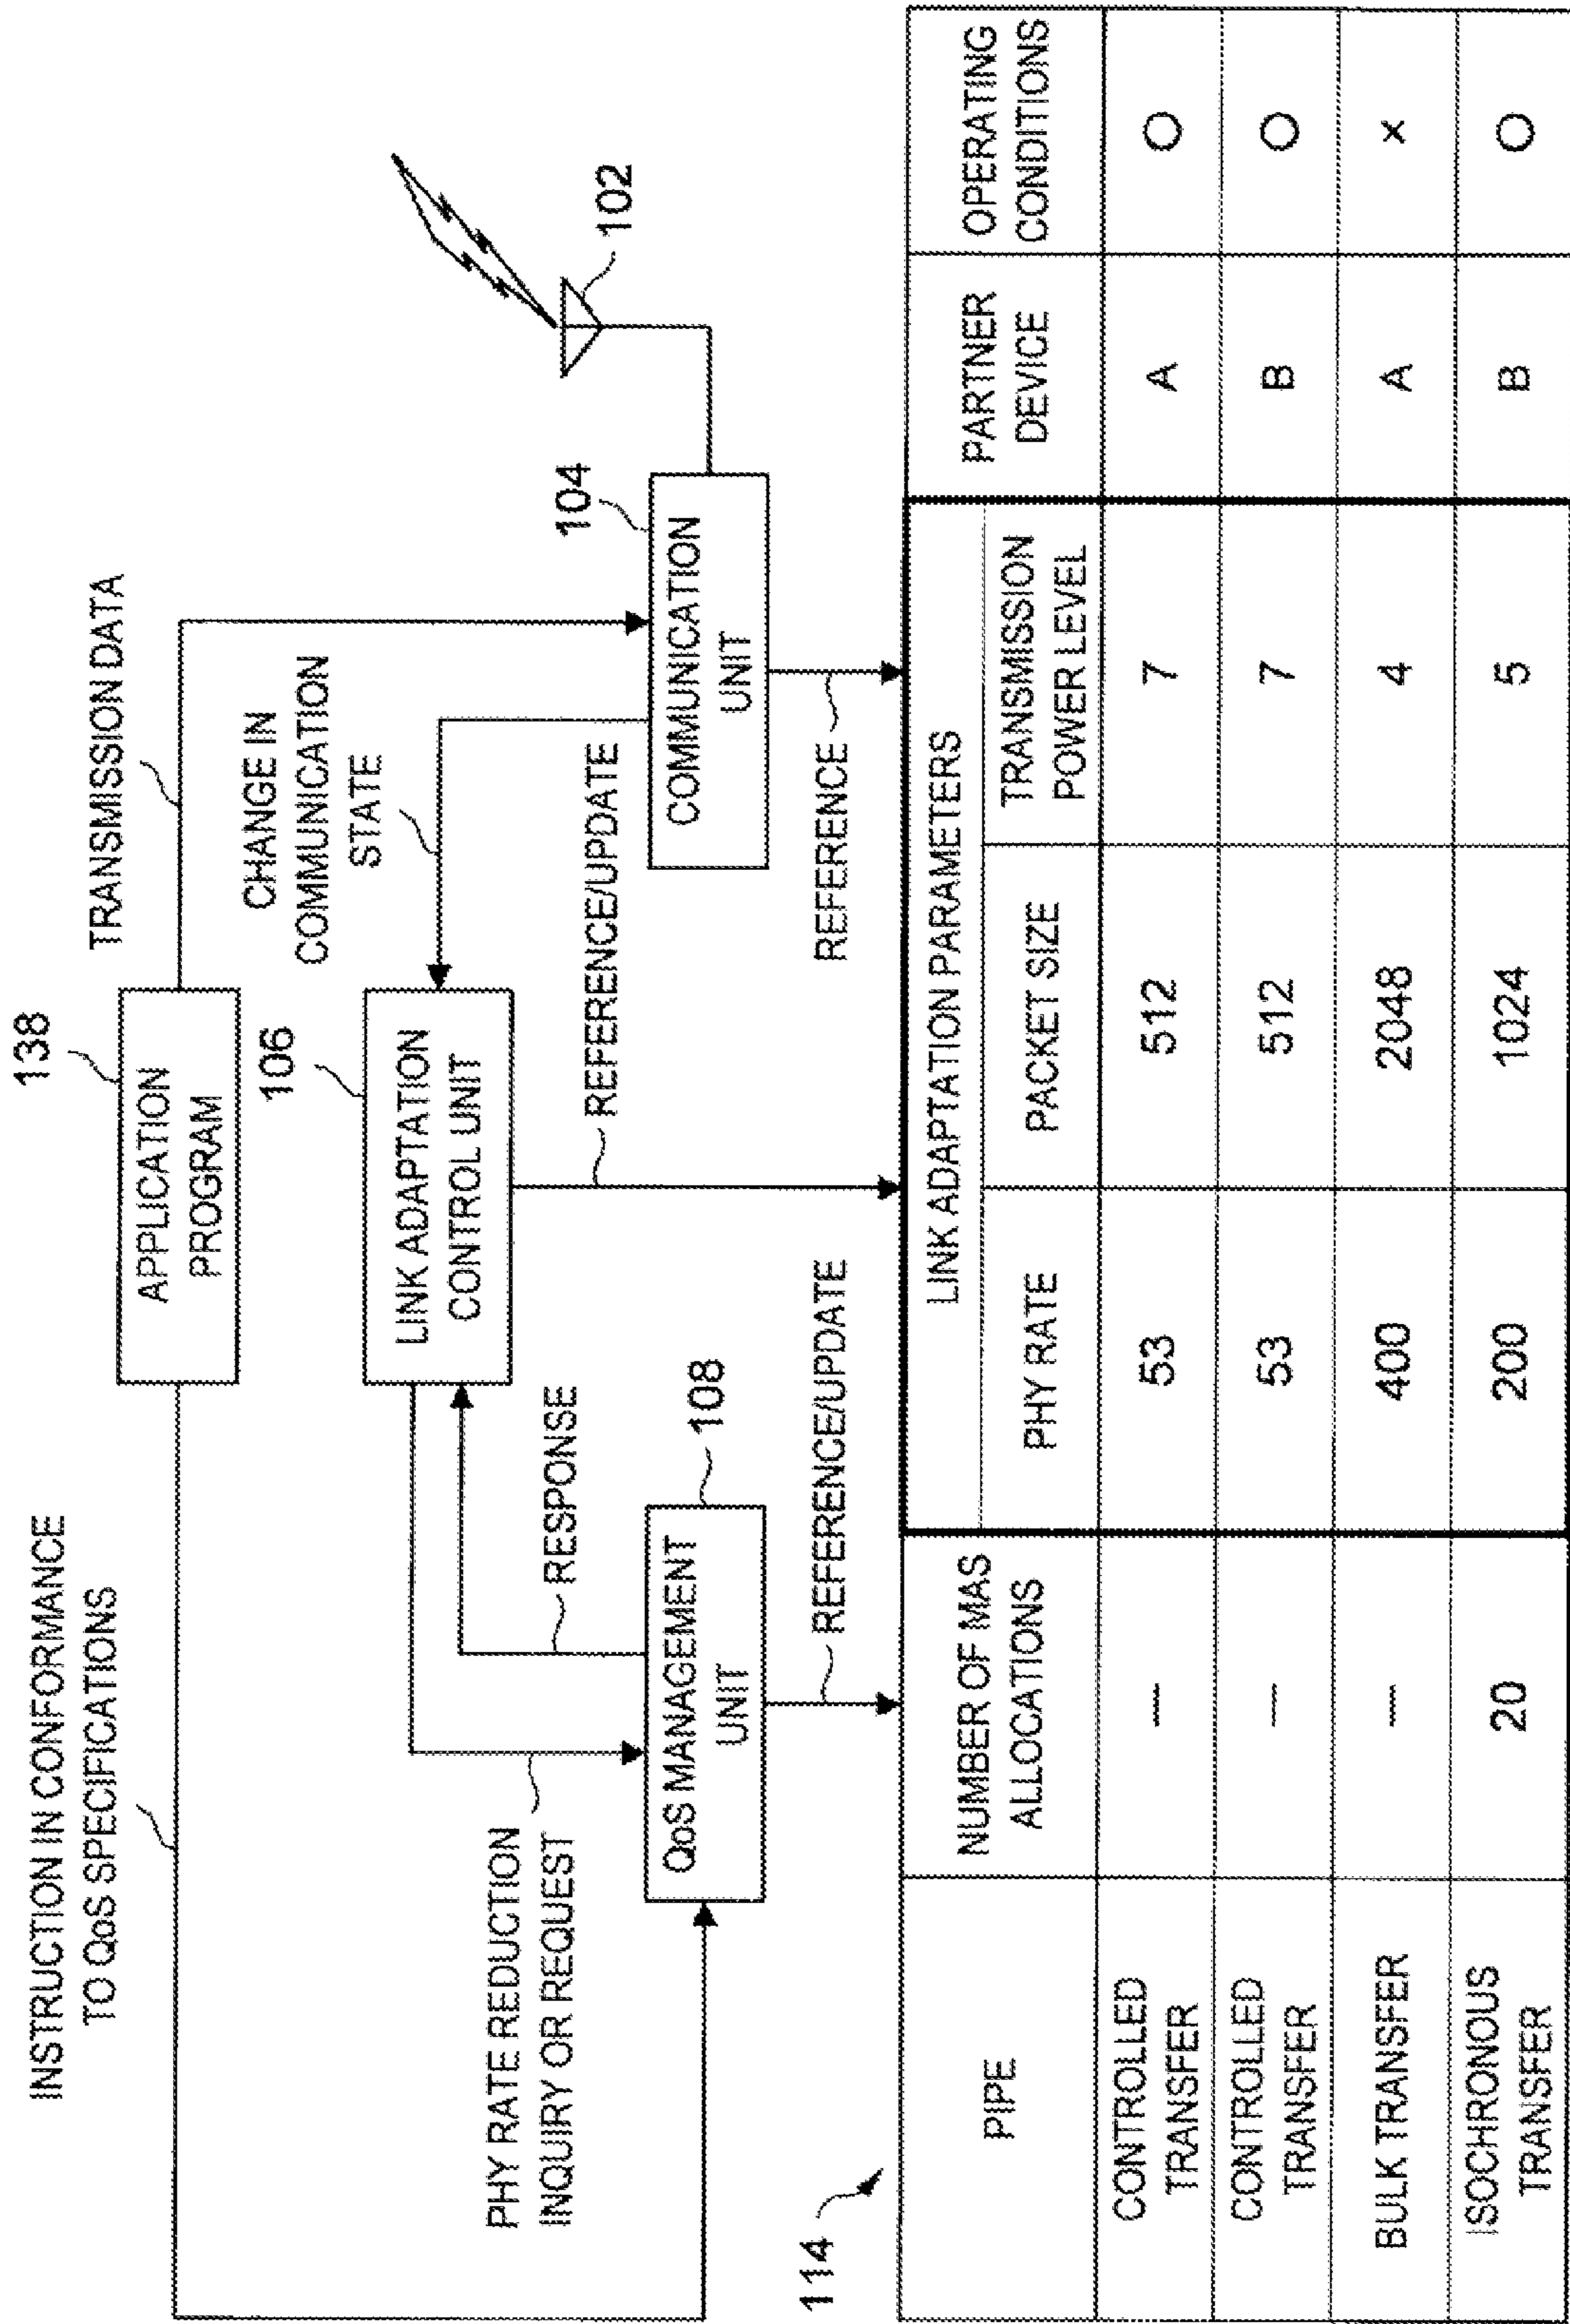 INSTRUCTION IN CONFORMANCE
TO QoS SPECIFICATIONS
138
APPLICATION
PROGRAM
TRANSMISSION DATA
106
LINK ADAPTATION
CONTROL UNIT
CHANGE IN
COMMUNICATION
STATE
PHY RATE REDUCTION
INQUIRY OR REQUEST
RESPONSE
REFERENCE/UPDATE
104
COMMUNICATION
UNIT
102
108
QoS MANAGEMENT
UNIT
REFERENCE/UPDATE
REFERENCE
114
PIPE
NUMBER OF MAS
ALLOCATIONS
LINK ADAPTATION PARAMETERS
PHY RATE
PACKET SIZE
TRANSMISSION
POWER LEVEL
PARTNER
DEVICE
OPERATING
CONDITIONS
CONTROLLED
TRANSFER
— 53 512 7 A ○
CONTROLLED
TRANSFER
— 53 512 7 B ○
BULK TRANSFER — 400 2048 4 A ×
ISOCHRONOUS
TRANSFER
20 200 1024 5 B ○